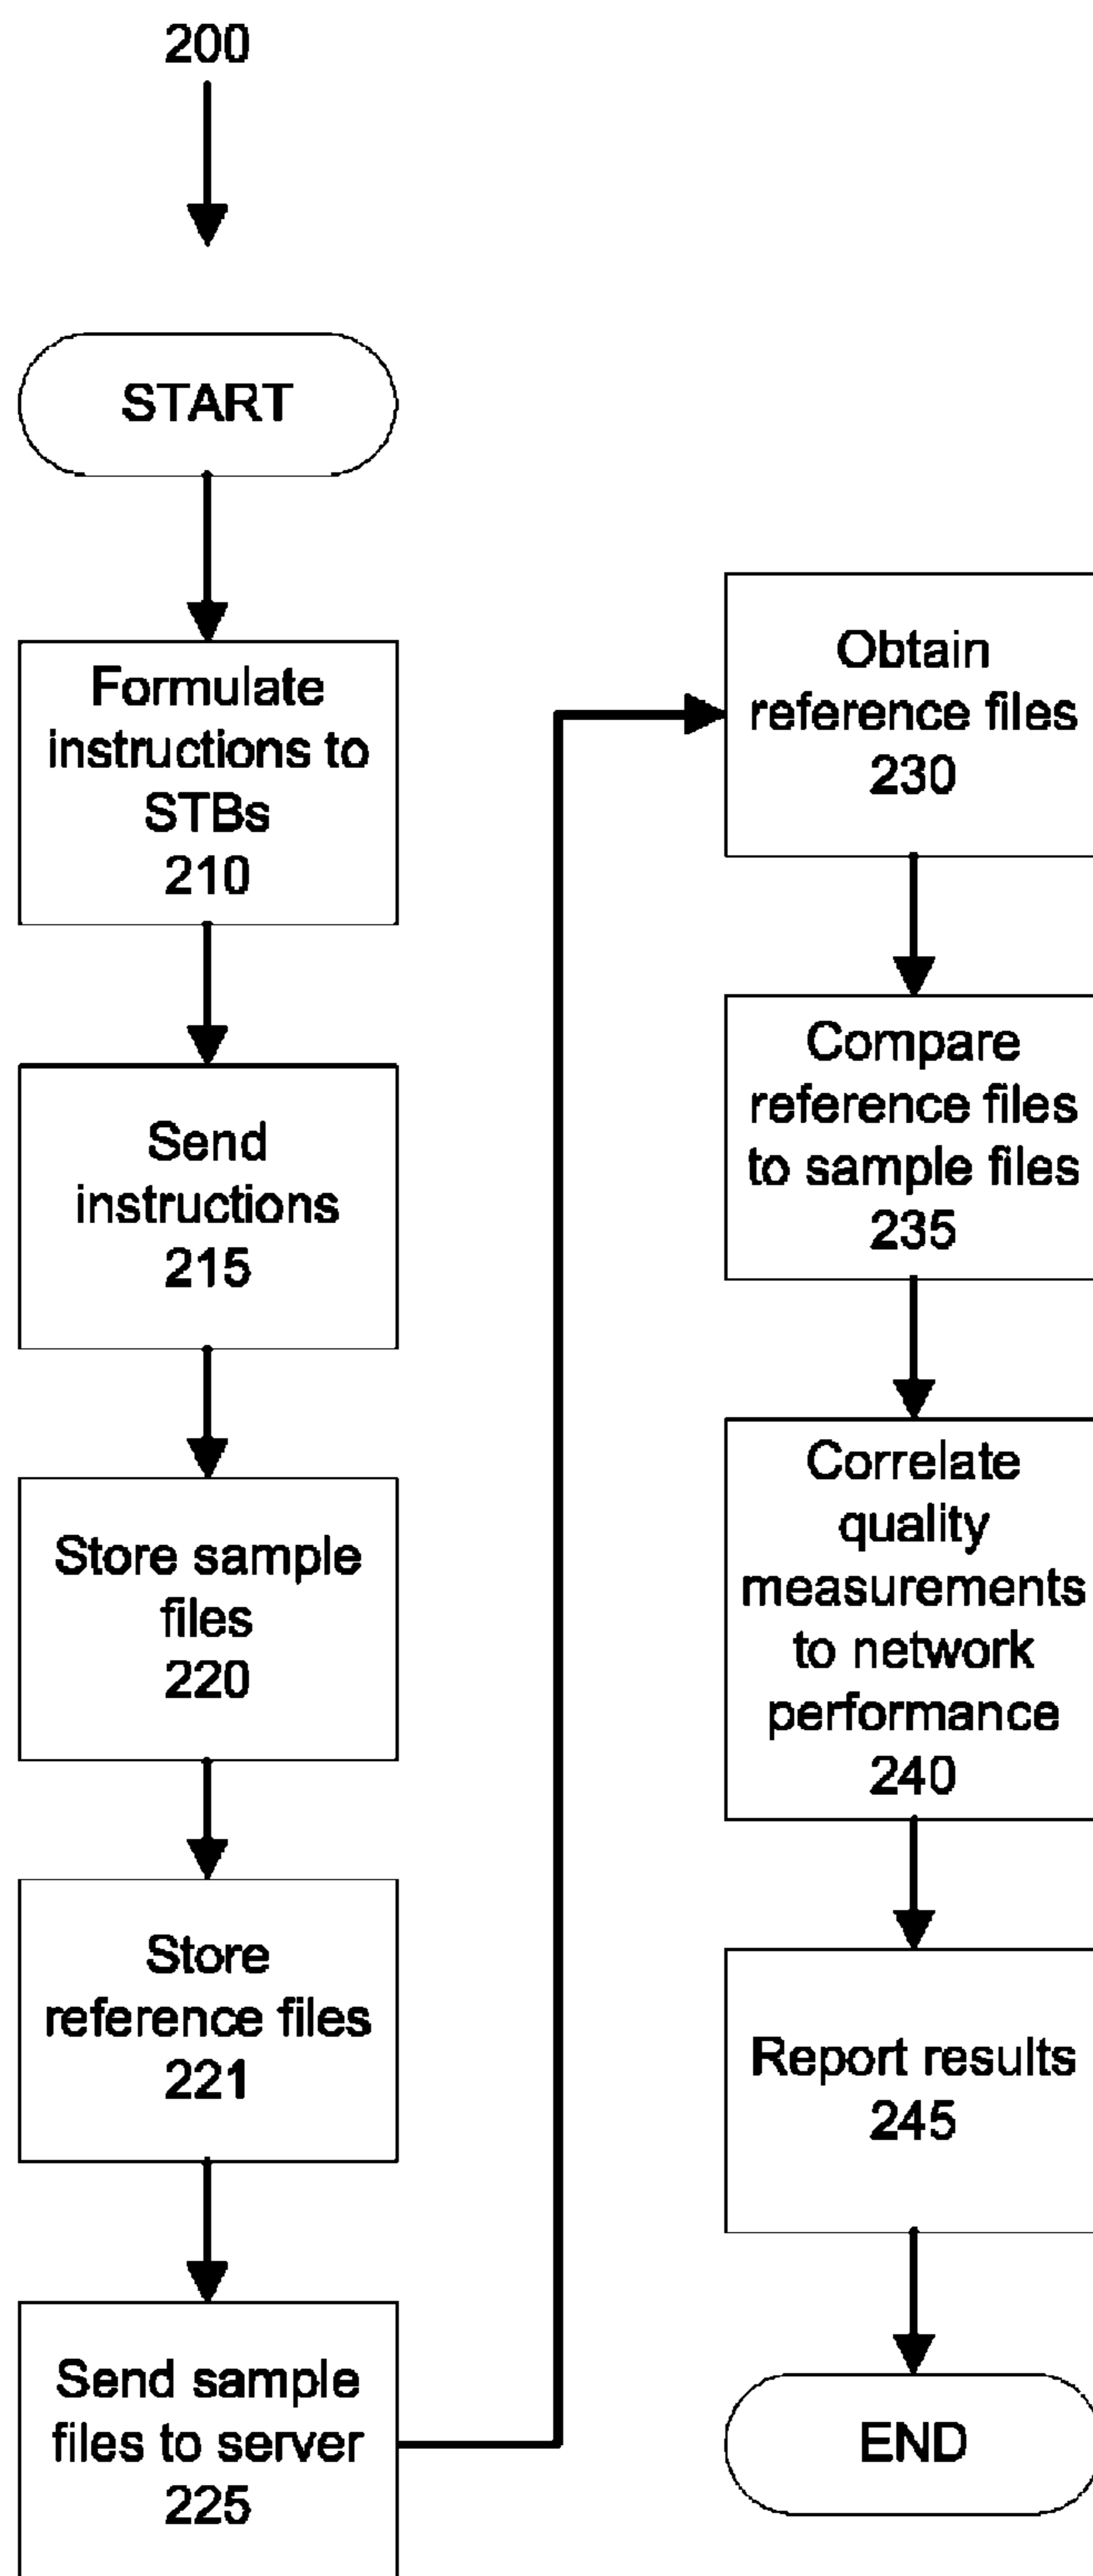 200
START
Formulate
instructions to
STBs
210
Send
instructions
215
Store sample
files
220
Store
reference files
221
Send sample
files to server
225
Obtain
reference files
230
Compare
reference files
to sample files
235
Correlate
quality
measurements
to network
performance
240
Report results
245
END